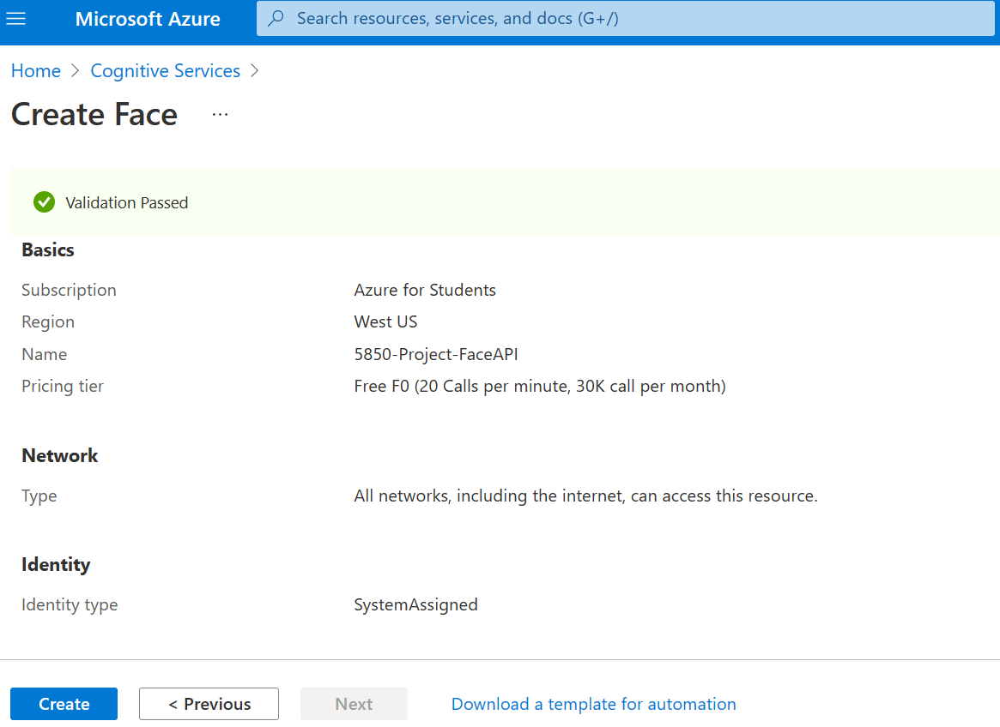 Microsoft Azure Search resources, services, and docs (G+/)
Home > Cognitive Services >
Create Face ...
Validation Passed
Basics
Subscription Azure for Students
Region West US
Name 5850-Project-FaceAPI
Pricing tier Free F0 (20 Calls per minute, 30K call per month)
Network
Type All networks, including the internet, can access this resource.
Identity
Identity type SystemAssigned
Create < Previous Next Download a template for automation